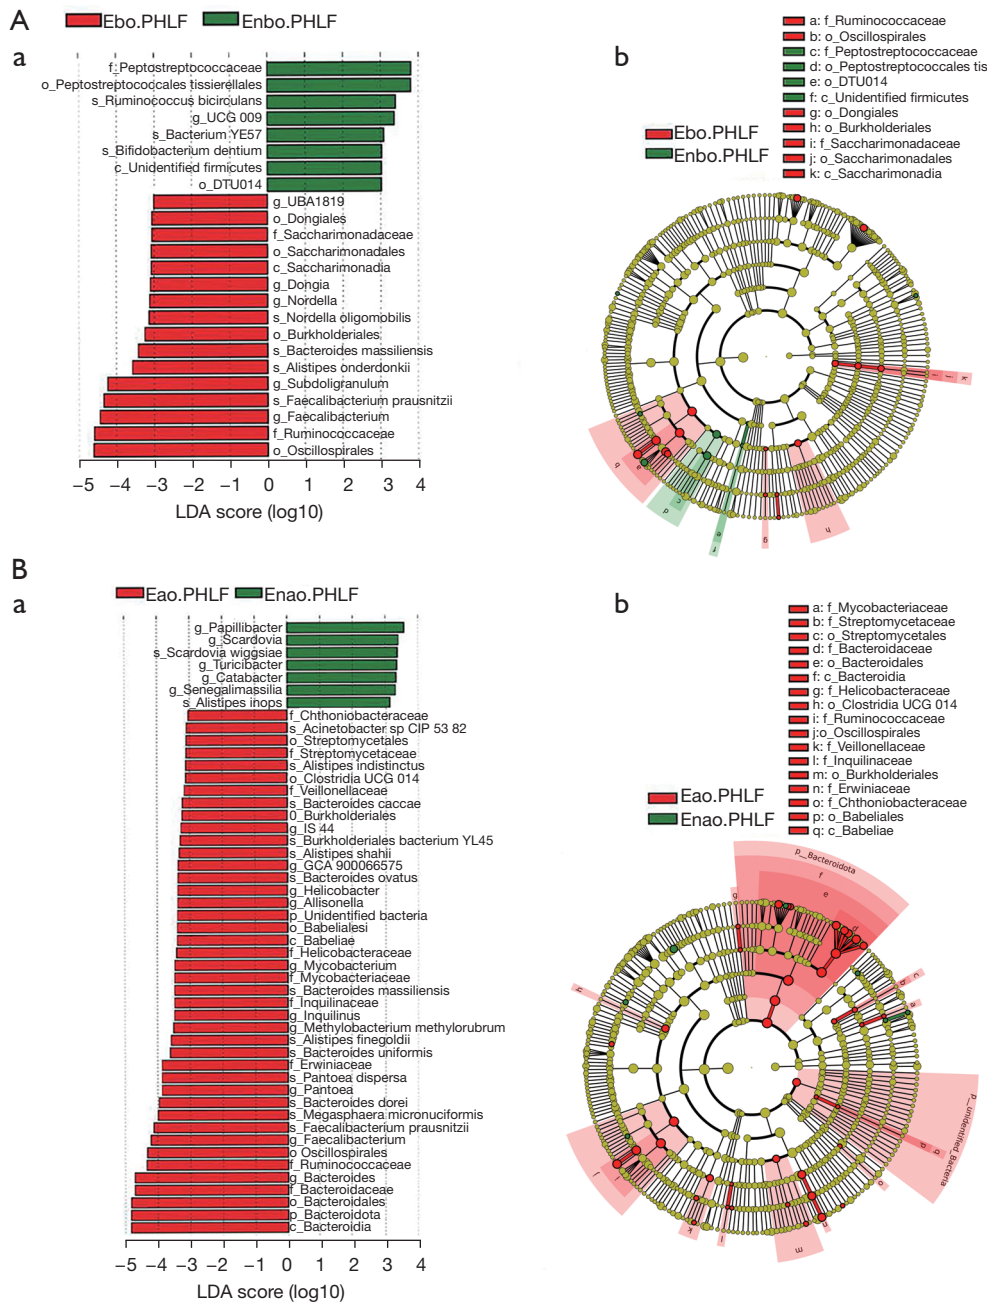 A
Ebo.PHLF Enbo.PHLF
a
f_Peptostreptococcaceae
o_Peptostreptococcales tissierellales
s_Ruminococcus bicirculans
g_UCG 009
s_Bacterium YE57
s_Bifidobacterium dentium
c_Unidentified firmicutes
o_DTU014
g_UBA1819
o_Dongiales
f_Saccharimonadaceae
o_Saccharimonadales
c_Saccharimonadia
g_Dongia
g_Nordella
s_Nordella oligomobilis
o_Burkholderiales
s_Bacteroides massiliensis
s_Alistipes onderdonkii
g_Subdoligranulum
s_Faecalibacterium prausnitzii
g_Faecalibacterium
f_Ruminococcaceae
o_Oscillospirales
−5 −4 −3 −2 −1 0 1 2 3 4
LDA score (log10)
b
a: f_Ruminococcaceae
b: o_Oscillospirales
c: f_Peptostreptococcaceae
d: o_Peptostreptococcales tis
e: o_DTU014
f: c_Unidentified firmicutes
g: o_Dongiales
h: o_Burkholderiales
i: f_Saccharimonadaceae
j: o_Saccharimonadales
k: c_Saccharimonadia
Ebo.PHLF
Enbo.PHLF
i j k
b
a
c
d
e
f
g
h
B
a
Eao.PHLF Enao.PHLF
g_Papillibacter
g_Scardovia
s_Scardovia wiggsiae
g_Turicibacter
g_Catabacter
g_Senegalimassilia
s_Alistipes inops
f_Chthoniobacteraceae
s_Acinetobacter sp CIP 53 82
o_Streptomycetales
f_Streptomycetaceae
s_Alistipes indistinctus
o_Clostridia UCG 014
f_Veillonellaceae
s_Bacteroides caccae
0_Burkholderiales
g_IS 44
s_Burkholderiales bacterium YL45
s_Alistipes shahii
g_GCA 900066575
s_Bacteroides ovatus
g_Helicobacter
g_Allisonella
p_Unidentified bacteria
o_Babelialesi
c_Babeliae
f_Helicobacteraceae
g_Mycobacterium
f_Mycobacteriaceae
s_Bacteroides massiliensis
f_Inquilinaceae
g_Inquilinus
g_Methylobacterium methylorubrum
s_Alistipes finegoldii
s_Bacteroides uniformis
f_Erwiniaceae
s_Pantoea dispersa
g_Pantoea
s_Bacteroides dorei
s_Megasphaera micronuciformis
s_Faecalibacterium prausnitzii
g_Faecalibacterium
o Oscillospirales
f_Ruminococcaceae
g_Bacteroides
f_Bacteroidaceae
o_Bacteroidales
p_Bacteroidota
c_Bacteroidia
−5 −4 −3 −2 −1 0 1 2 3 4
LDA score (log10)
b
a: f_Mycobacteriaceae
b: f_Streptomycetaceae
c: o_Streptomycetales
d: f_Bacteroidaceae
e: o_Bacteroidales
f: c_Bacteroidia
g: f_Helicobacteraceae
h: o_Clostridia UCG 014
i: f_Ruminococcaceae
j:o_Oscillospirales
k: f_Veillonellaceae
l: f_Inquilinaceae
m: o_Burkholderiales
n: f_Erwiniaceae
o: f_Chthoniobacteraceae
p: o_Babeliales
q: c_Babeliae
Eao.PHLF
Enao.PHLF
p__Bacteroidota
f
e
d
g
c
b
a
h
p_unidentified_Bacteria
p q
o
n
m
l
k
j
i